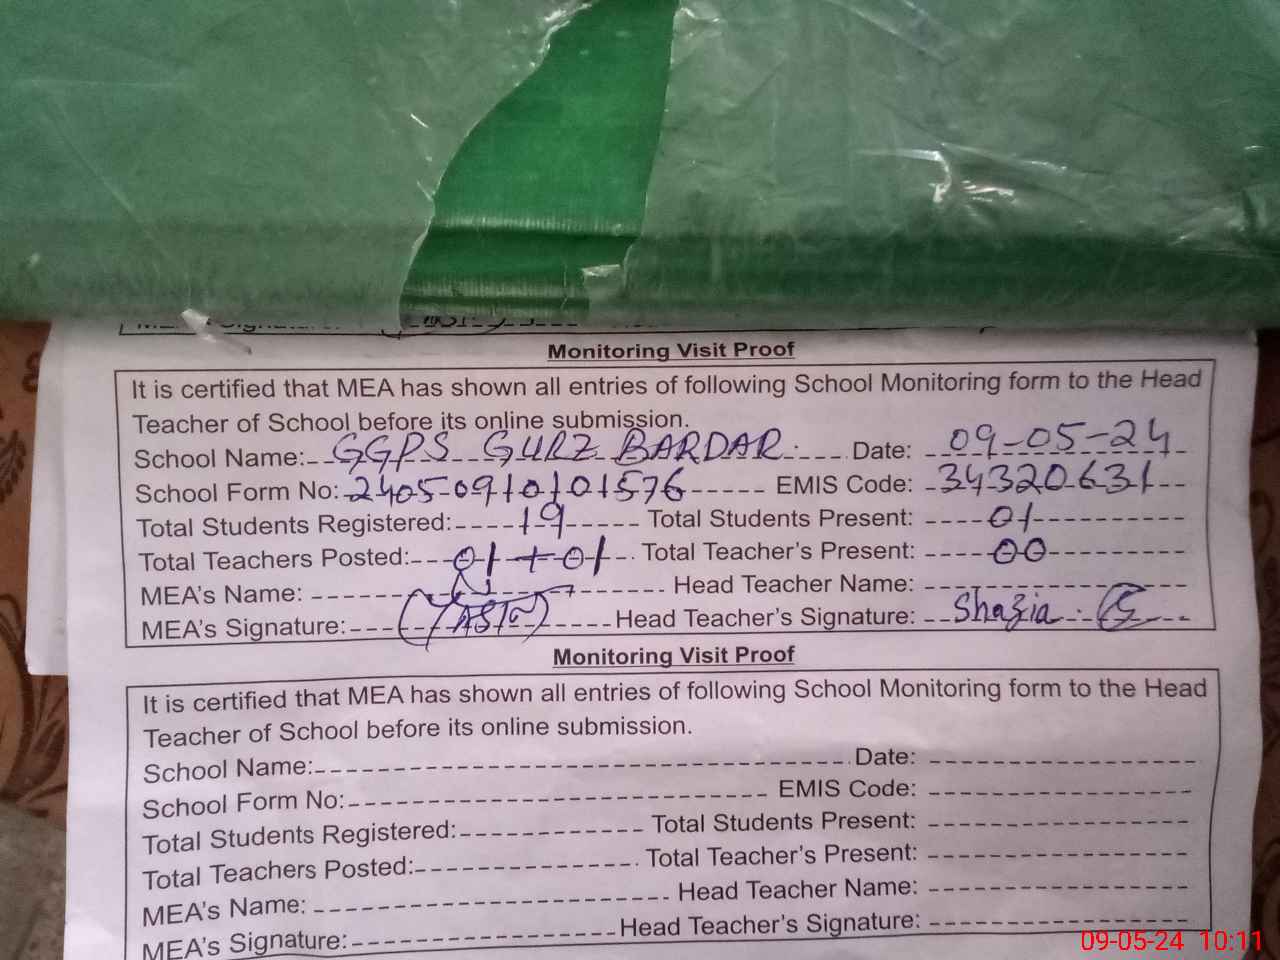 Monitoring Visit Proof
It is certified that MEA has shown all entries of following School Monitoring form to the Head
Teacher of School before its online submission.
School Name: GGPS GURZ BARDAR Date: 09-05-24
School Form No: 2405-0910101576 EMIS Code: 34320631
Total Students Registered: 19 Total Students Present: 01
Total Teachers Posted: 01 + 01 Total Teacher's Present: 00
MEA's Name: Head Teacher Name:
MEA's Signature: Head Teacher's Signature: Shazia
Monitoring Visit Proof
It is certified that MEA has shown all entries of following School Monitoring form to the Head
Teacher of School before its online submission.
School Name: Date:
School Form No: EMIS Code:
Total Students Registered: Total Students Present:
Total Teachers Posted: Total Teacher's Present:
MEA's Name: Head Teacher Name:
MEA's Signature: Head Teacher's Signature:
09-05-24 10:11